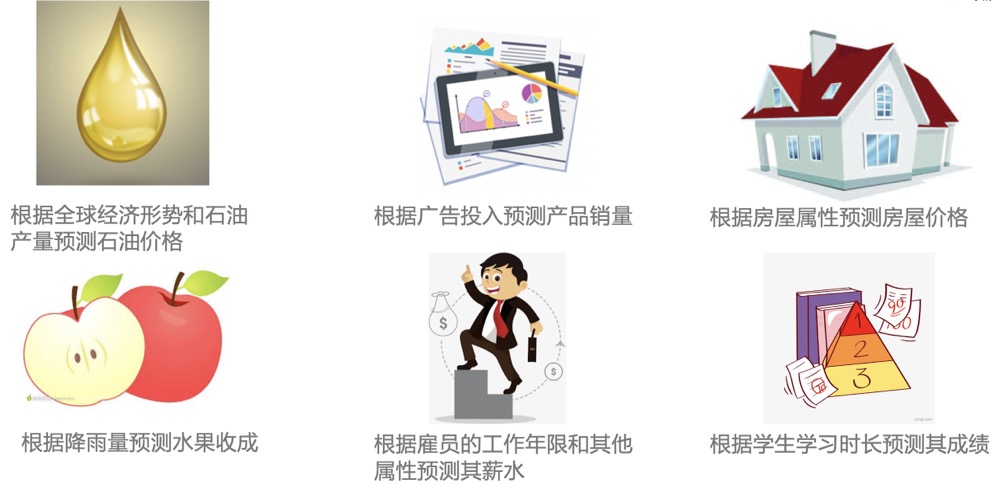 根据全球经济形势和石油
产量预测石油价格
根据广告投入预测产品销量
根据房屋属性预测房屋价格
$
$
1
2
3
根据降雨量预测水果收成
根据雇员的工作年限和其他
属性预测其薪水
根据学生学习时长预测其成绩